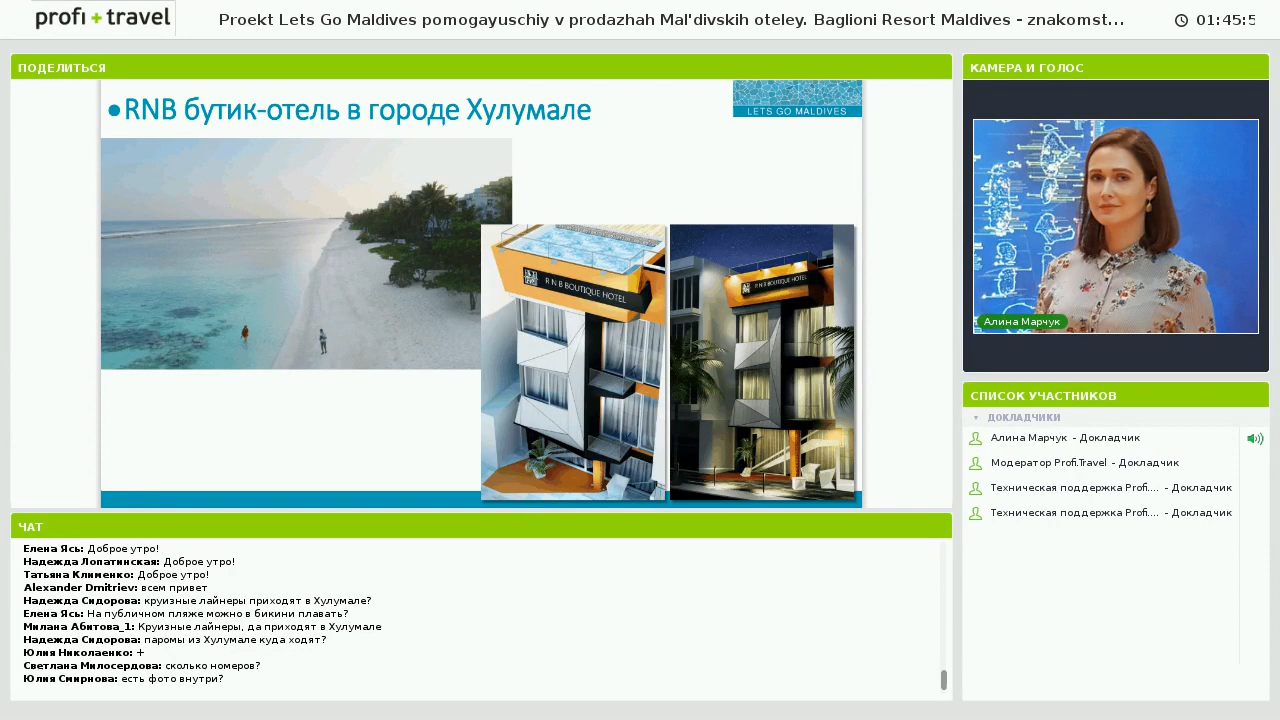 profi + travel
Proekt Lets Go Maldives pomogayuschiy v prodazhah Mal'divskih oteley. Baglioni Resort Maldives - znakomst...
01:45:5
ПОДЕЛИТЬСЯ
•RNB бутик-отель в городе Хулумале
LETS GO MALDIVES
R N B BOUTIQUE HOTEL
R N B BOUTIQUE HOTEL
КАМЕРА И ГОЛОС
Алина Марчук
СПИСОК УЧАСТНИКОВ
ДОКЛАДЧИКИ
Алина Марчук - Докладчик
Модератор Profi.Travel - Докладчик
Техническая поддержка Profi.... - Докладчик
Техническая поддержка Profi.... - Докладчик
ЧАТ
Елена Ясь: Доброе утро!
Надежда Лопатинская: Доброе утро!
Татьяна Клименко: Доброе утро!
Alexander Dmitriev: всем привет
Надежда Сидорова: круизные лайнеры приходят в Хулумале?
Елена Ясь: На публичном пляже можно в бикини плавать?
Милана Абитова_1: Круизные лайнеры, да приходят в Хулумале
Надежда Сидорова: паромы из Хулумале куда ходят?
Юлия Николаенко: +
Светлана Милосердова: сколько номеров?
Юлия Смирнова: есть фото внутри?